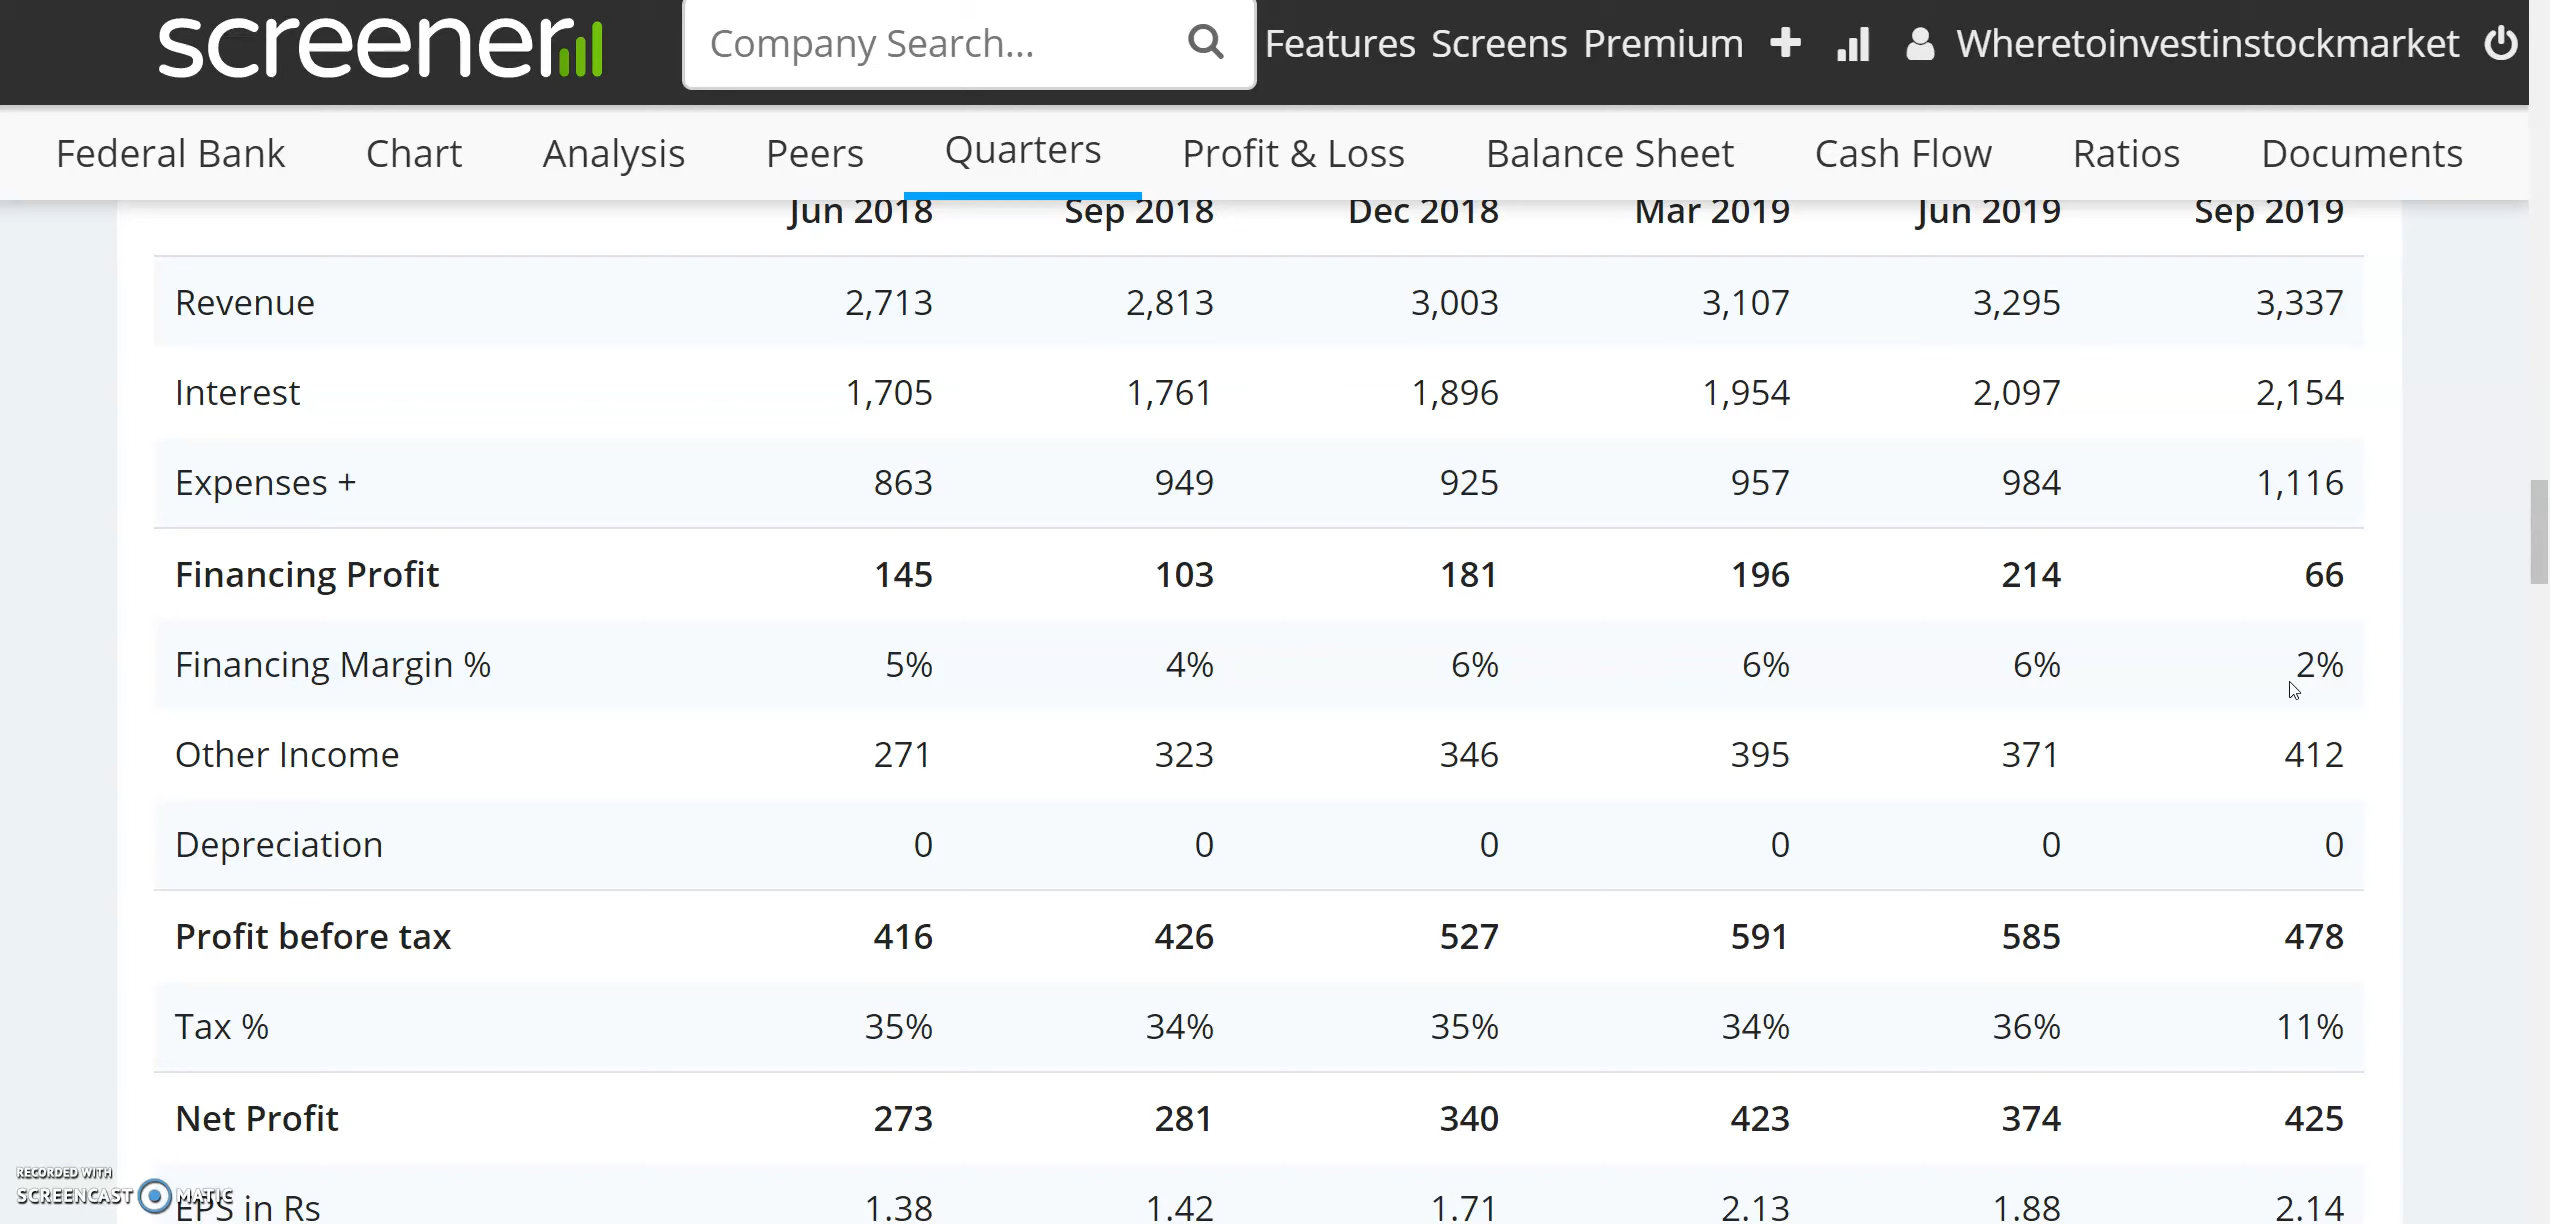 screener Company Search... Features Screens Premium Wheretoinvestinstockmarket
Federal Bank Chart Analysis Peers Quarters Profit & Loss Balance Sheet Cash Flow Ratios Documents
Jun 2018 Sep 2018 Dec 2018 Mar 2019 Jun 2019 Sep 2019
Revenue 2,713 2,813 3,003 3,107 3,295 3,337
Interest 1,705 1,761 1,896 1,954 2,097 2,154
Expenses + 863 949 925 957 984 1,116
Financing Profit 145 103 181 196 214 66
Financing Margin % 5% 4% 6% 6% 6% 2%
Other Income 271 323 346 395 371 412
Depreciation 0 0 0 0 0 0
Profit before tax 416 426 527 591 585 478
Tax % 35% 34% 35% 34% 36% 11%
Net Profit 273 281 340 423 374 425
EPS in Rs 1.38 1.42 1.71 2.13 1.88 2.14
RECORDED WITH
SCREENCAST MATIC